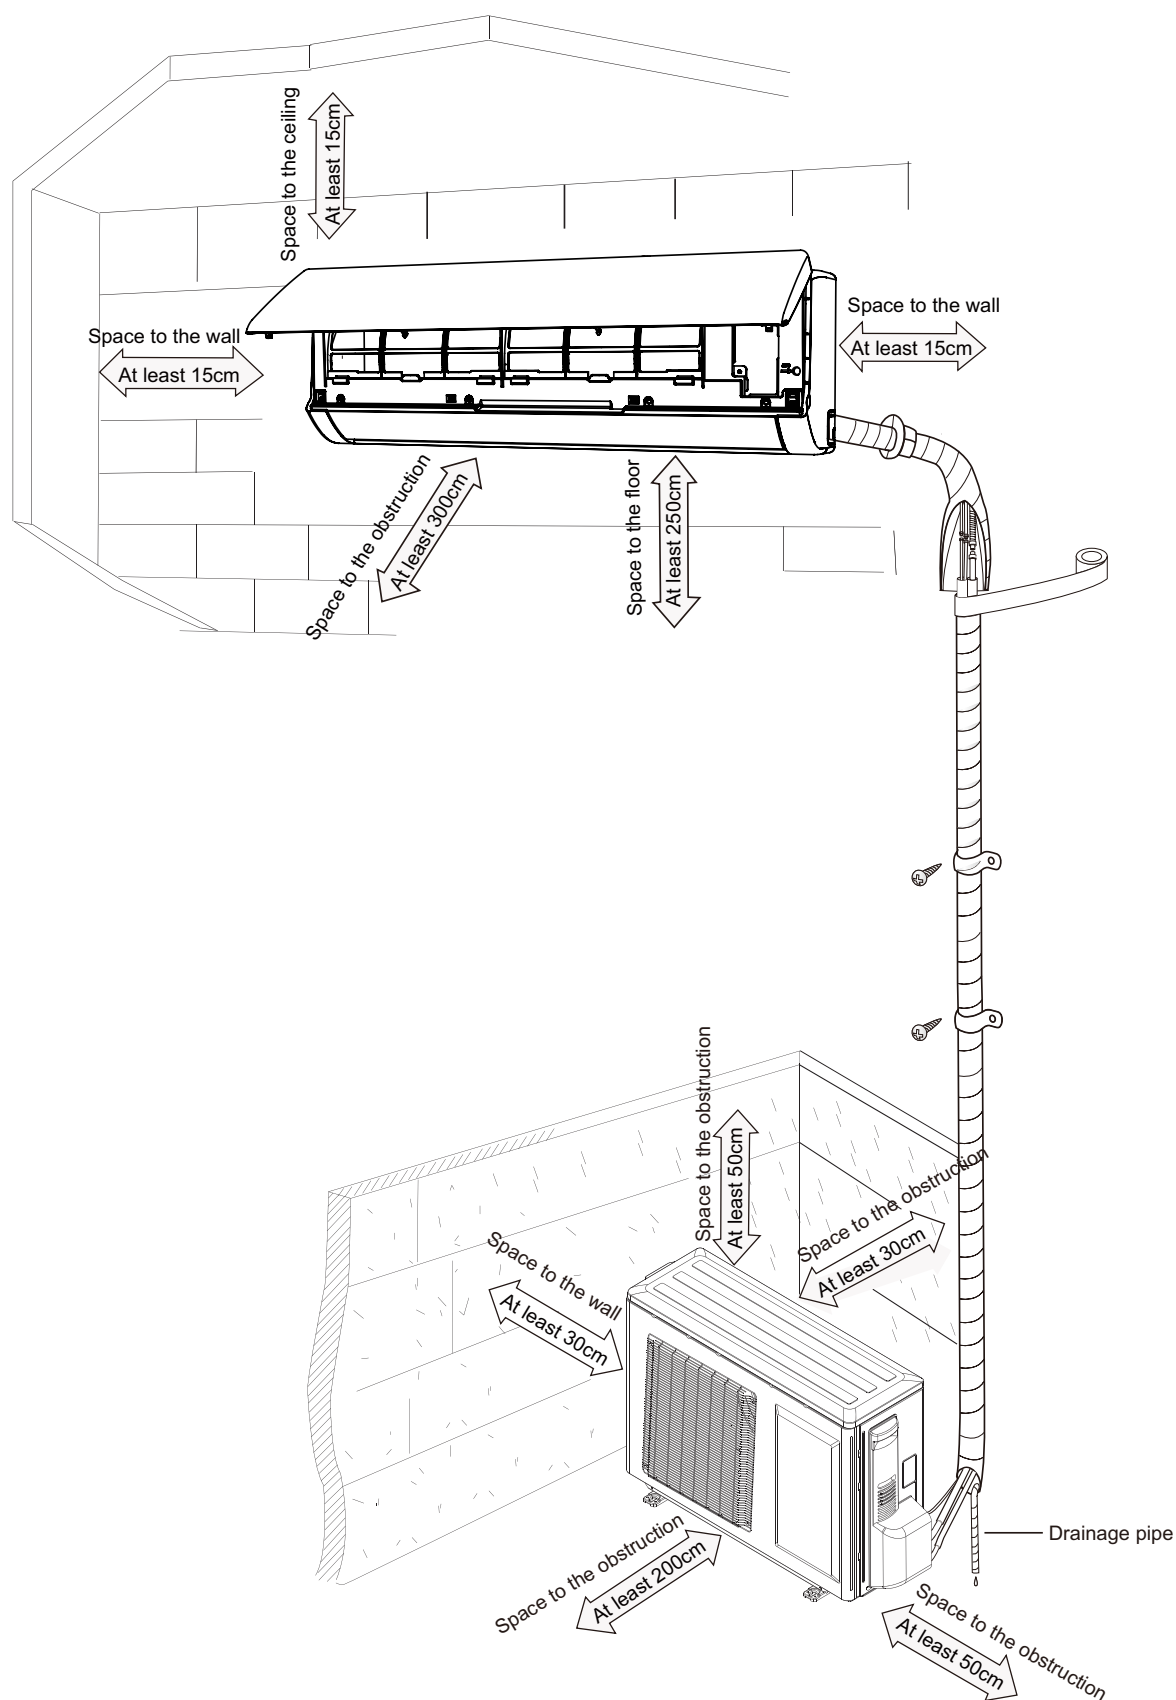 Space to the ceiling
At least 15cm
Space to the wall
At least 15cm
Space to the wall
At least 15cm
Space to the obstruction
At least 300cm
Space to the floor
At least 250cm
Space to the obstruction
At least 50cm
Space to the obstruction
At least 30cm
Space to the wall
At least 30cm
Space to the obstruction
At least 200cm
Drainage pipe
Space to the obstruction
At least 50cm